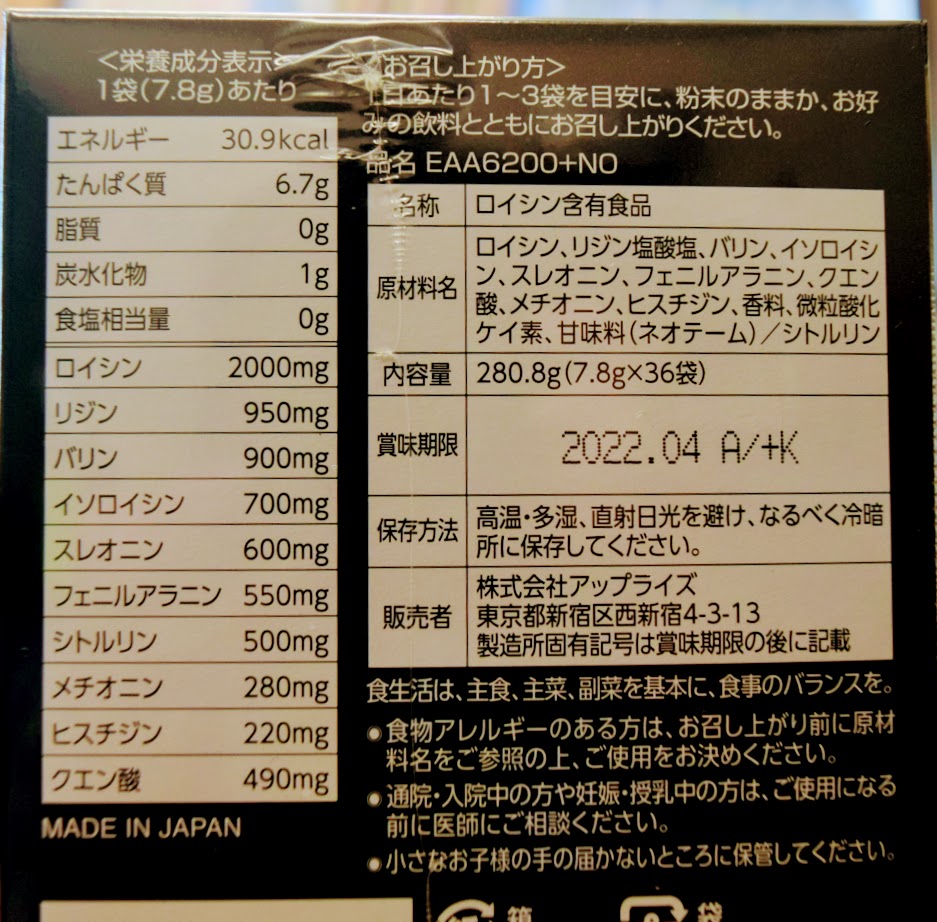 <栄養成分表示>
1袋(7.8g)あたり
エネルギー 30.9kcal
たんぱく質 6.7g
脂質 0g
炭水化物 1g
食塩相当量 0g
ロイシン 2000mg
リジン 950mg
バリン 900mg
イソロイシン 700mg
スレオニン 600mg
フェニルアラニン 550mg
シトルリン 500mg
メチオニン 280mg
ヒスチジン 220mg
クエン酸 490mg
MADE IN JAPAN
<お召し上がり方>
1日あたり1〜3袋を目安に、粉末のままか、お好
みの飲料とともにお召し上がりください。
品名 EAA6200+NO
名称 ロイシン含有食品
原材料名
ロイシン、リジン塩酸塩、バリン、イソロイシ
ン、スレオニン、フェニルアラニン、クエン
酸、メチオニン、ヒスチジン、香料、微粒酸化
ケイ素、甘味料(ネオテーム)/シトルリン
内容量 280.8g(7.8g×36袋)
賞味期限 2022.04 A/+K
保存方法
高温・多湿、直射日光を避け、なるべく冷暗
所に保存してください。
販売者
株式会社アップライズ
東京都新宿区西新宿4-3-13
製造所固有記号は賞味期限の後に記載
食生活は、主食、主菜、副菜を基本に、食事のバランスを。
●食物アレルギーのある方は、お召し上がり前に原材
料名をご参照の上、ご使用をお決めください。
●通院・入院中の方や妊娠・授乳中の方は、ご使用になる
前に医師にご相談ください。
●小さなお子様の手の届かないところに保管してください。